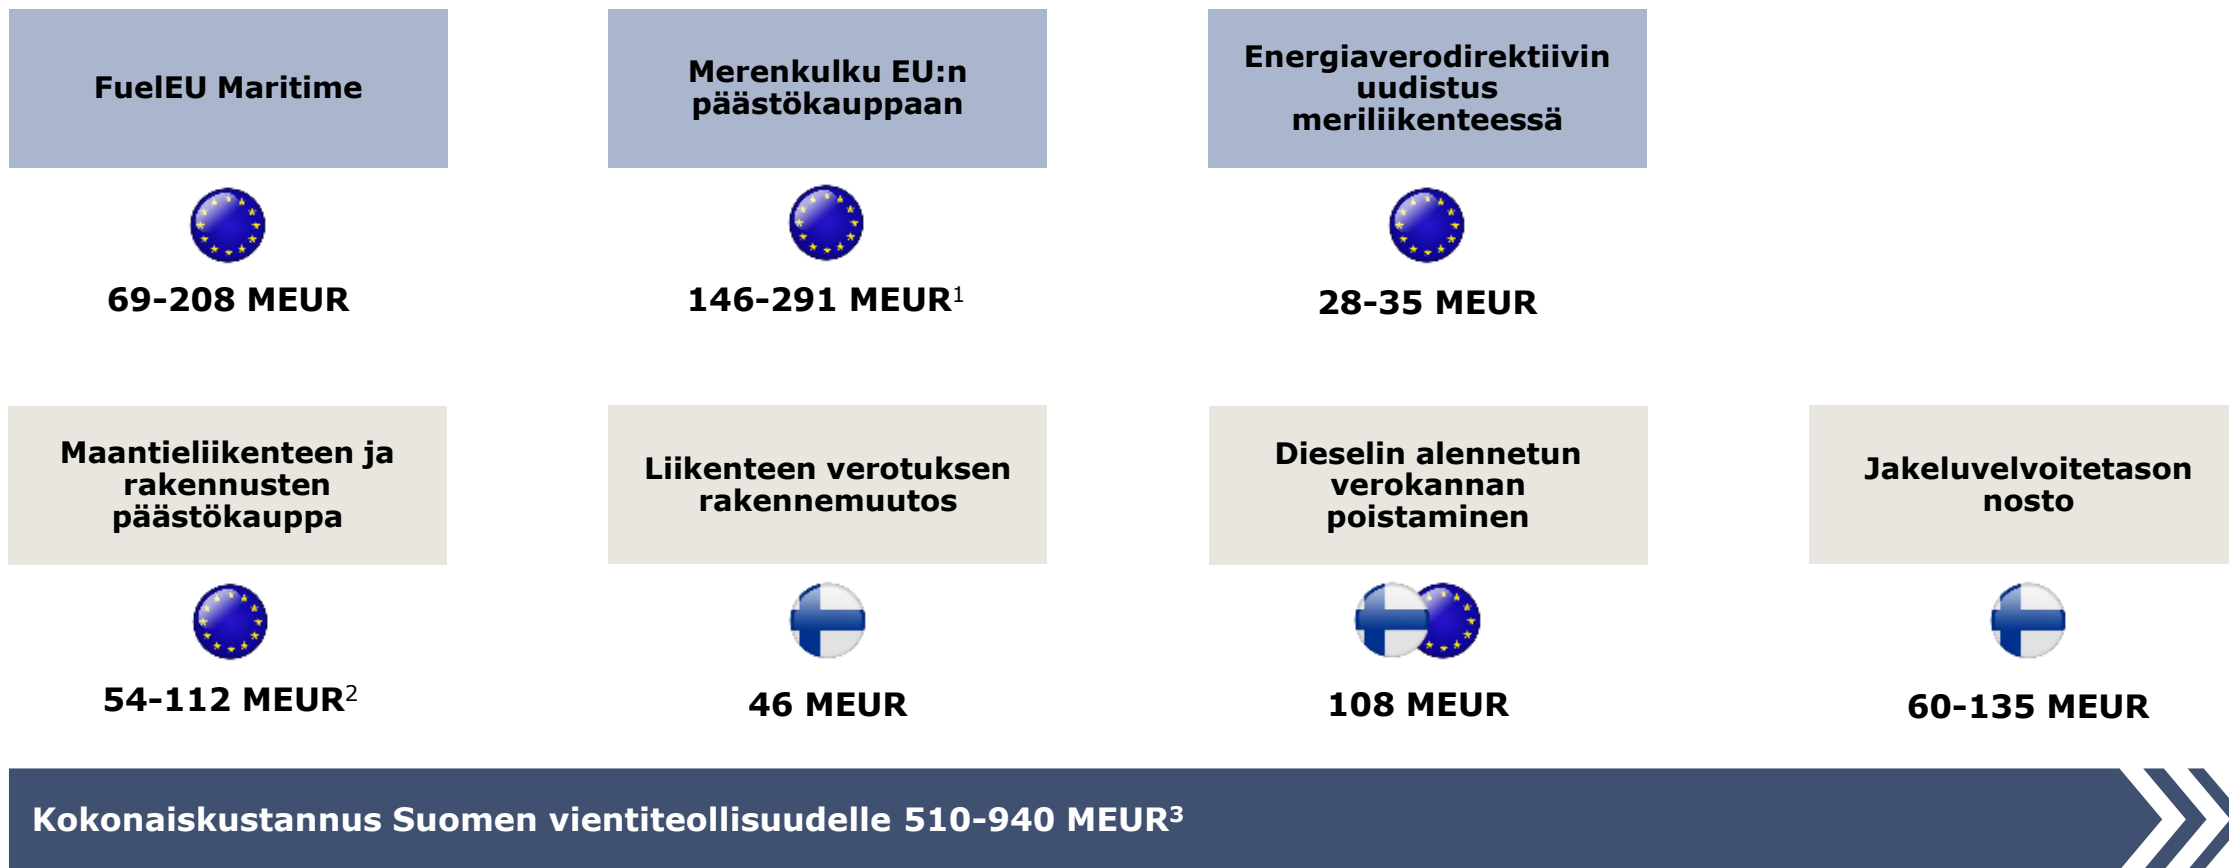 FuelEU Maritime
Merenkulku EU:n
päästökauppaan
Energiaverodirektiivin
uudistus
meriliikenteessä
69-208 MEUR
146-291 MEUR¹
28-35 MEUR
Maantieliikenteen ja
rakennusten
päästökauppa
Liikenteen verotuksen
rakennemuutos
Dieselin alennetun
verokannan
poistaminen
Jakeluvelvoitetason
nosto
54-112 MEUR²
46 MEUR
108 MEUR
60-135 MEUR
Kokonaiskustannus Suomen vientiteollisuudelle 510-940 MEUR³